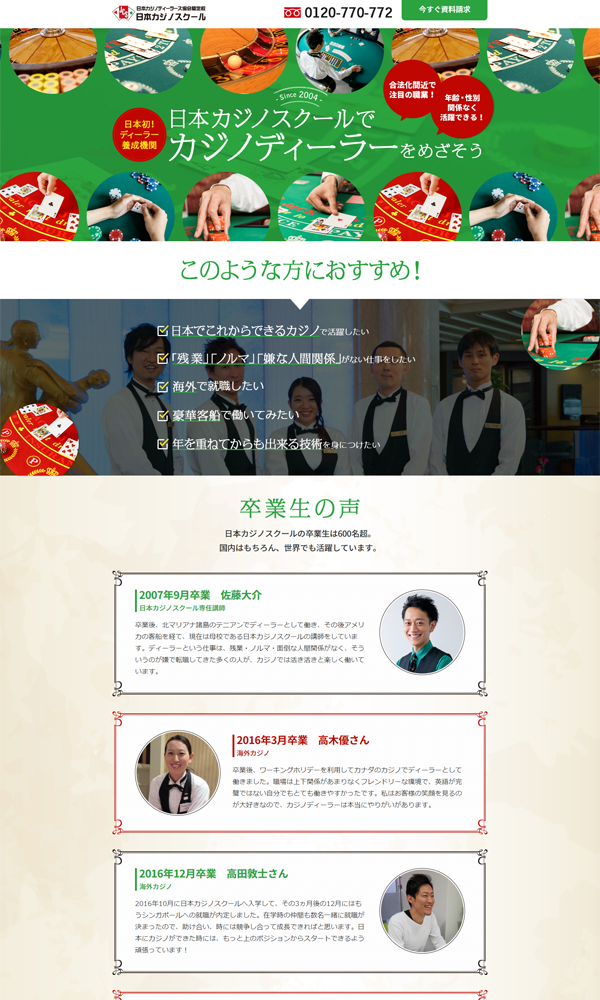 日本カジノディーラーズ協会認定校
日本カジノスクール
0120-770-772
今すぐ資料請求
- Since 2004 -
合法化間近で
注目の職業！
年齢・性別
関係なく
活躍できる！
日本初！
ディーラー
養成機関
日本カジノスクールで
カジノディーラーをめざそう
このような方におすすめ！
日本でこれからできるカジノで活躍したい
「残業」「ノルマ」「嫌な人間関係」がない仕事をしたい
海外で就職したい
豪華客船で働いてみたい
年を重ねてからも出来る技術を身につけたい
卒業生の声
日本カジノスクールの卒業生は600名超。
国内はもちろん、世界でも活躍しています。
2007年9月卒業　佐藤大介
日本カジノスクール専任講師
卒業後、北マリアナ諸島のテニアンでディーラーとして働き、その後アメリ
カの客船を経て、現在は母校である日本カジノスクールの講師をしていま
す。ディーラーという仕事は、残業・ノルマ・面倒な人間関係がなく、そう
いうのが嫌で転職してきた多くの人が、カジノでは活き活きと楽しく働いて
います。
2016年3月卒業　高木優さん
海外カジノ
卒業後、ワーキングホリデーを利用してカナダのカジノでディーラーとして
働きました。職場は上下関係があまりなくフレンドリーな環境で、英語が完
璧ではない自分でもとても働きやすかったです。私はお客様の笑顔を見るの
が大好きなので、カジノディーラーは本当にやりがいがあります。
2016年12月卒業　高田敦士さん
海外カジノ
2016年10月に日本カジノスクールへ入学して、その3ヵ月後の12月にはも
うシンガポールへの就職が内定しました。在学時の仲間も数名一緒に就職が
決まったので、助け合い、時には競争し合って成長できればと思います。日
本にカジノができた時には、もっと上のポジションからスタートできるよう
頑張っています！